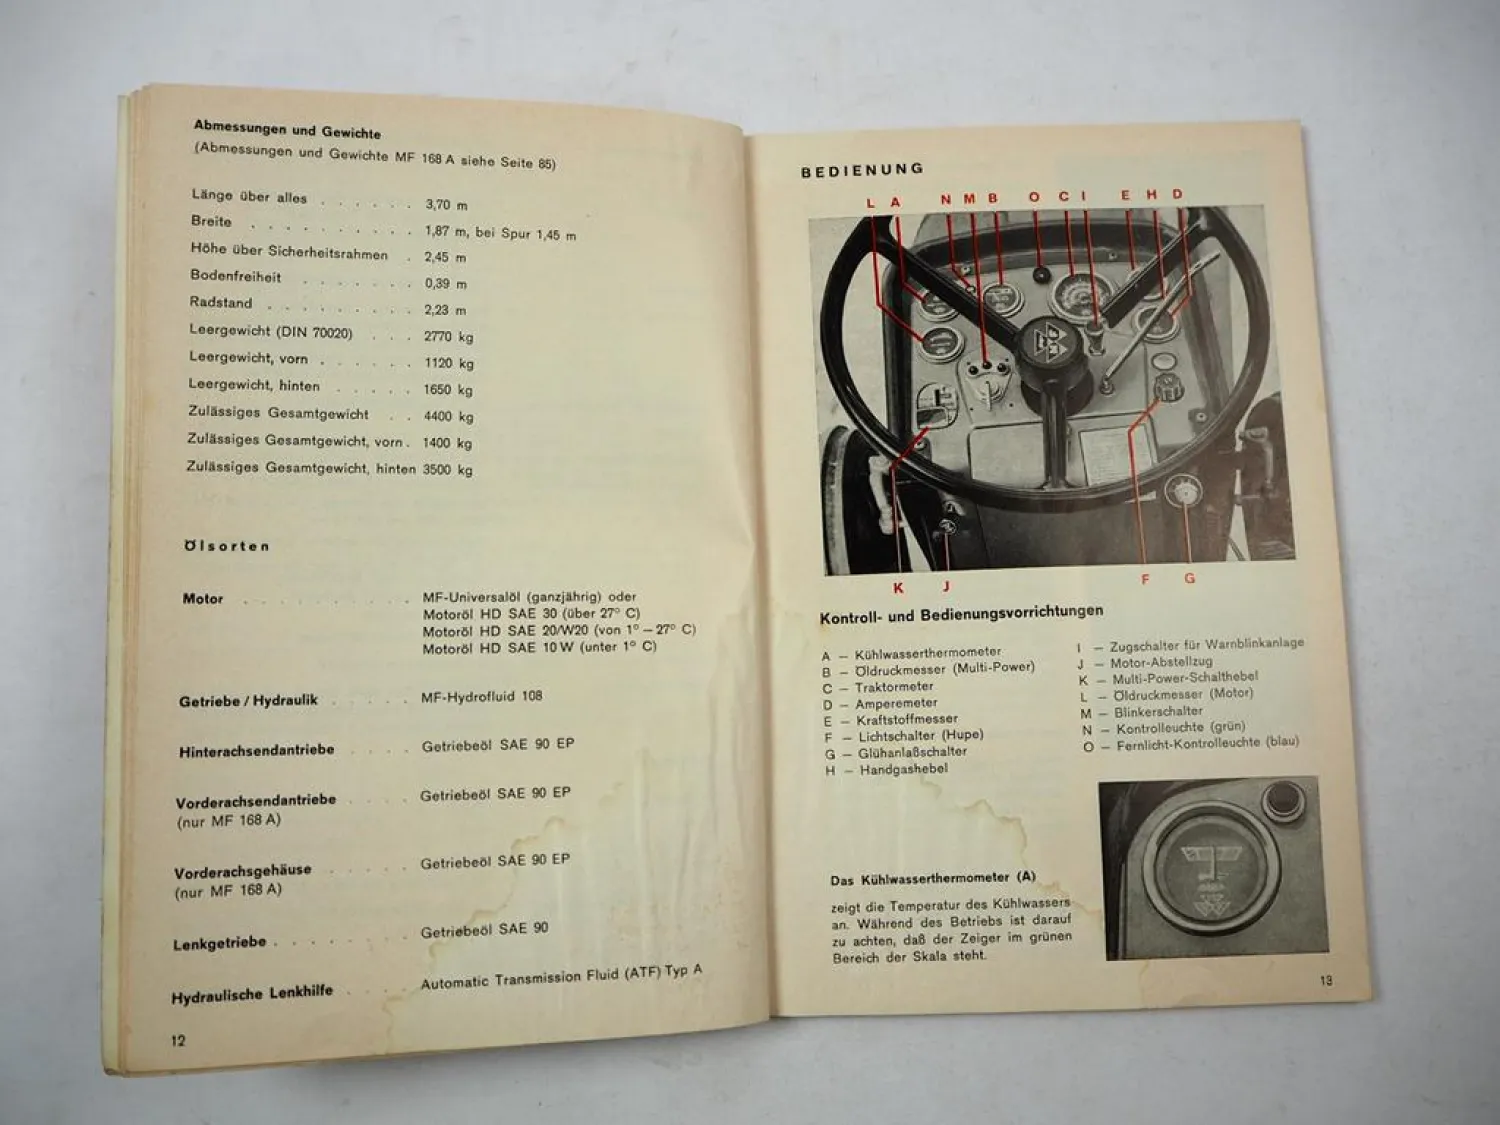 Abmessungen und Gewichte
(Abmessungen und Gewichte MF 168 A siehe Seite 85)
Länge über alles . . . . . . 3,70 m
Breite . . . . . . . . . . 1,87 m, bei Spur 1,45 m
Höhe über Sicherheitsrahmen . 2,45 m
Bodenfreiheit . . . . . . . 0,39 m
Radstand . . . . . . . . . 2,23 m
Leergewicht (DIN 70020) . . . 2770 kg
Leergewicht, vorn . . . . . . 1120 kg
Leergewicht, hinten . . . . . 1650 kg
Zulässiges Gesamtgewicht . . 4400 kg
Zulässiges Gesamtgewicht, vorn . 1400 kg
Zulässiges Gesamtgewicht, hinten 3500 kg
Ölsorten
Motor . . . . . . . . . . MF-Universalöl (ganzjährig) oder
Motoröl HD SAE 30 (über 27° C)
Motoröl HD SAE 20/W20 (von 1° – 27° C)
Motoröl HD SAE 10 W (unter 1° C)
Getriebe / Hydraulik . . . . . MF-Hydrofluid 108
Hinterachsendantriebe . . . . Getriebeöl SAE 90 EP
Vorderachsendantriebe . . . . Getriebeöl SAE 90 EP
(nur MF 168 A)
Vorderachsgehäuse . . . . . Getriebeöl SAE 90 EP
(nur MF 168 A)
Lenkgetriebe . . . . . . . . Getriebeöl SAE 90
Hydraulische Lenkhilfe . . . . Automatic Transmission Fluid (ATF) Typ A
12
BEDIENUNG
L A N M B O C I E H D
K J F G
Kontroll- und Bedienungsvorrichtungen
A – Kühlwasserthermometer
B – Öldruckmesser (Multi-Power)
C – Traktormeter
D – Amperemeter
E – Kraftstoffmesser
F – Lichtschalter (Hupe)
G – Glühanlaßschalter
H – Handgashebel
I – Zugschalter für Warnblinkanlage
J – Motor-Abstellzug
K – Multi-Power-Schalthebel
L – Öldruckmesser (Motor)
M – Blinkerschalter
N – Kontrolleuchte (grün)
O – Fernlicht-Kontrolleuchte (blau)
Das Kühlwasserthermometer (A)
zeigt die Temperatur des Kühlwassers
an. Während des Betriebs ist darauf
zu achten, daß der Zeiger im grünen
Bereich der Skala steht.
13